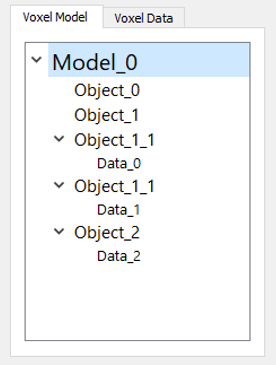 Voxel Model Voxel Data
Model_0
Object_0
Object_1
Object_1_1
Data_0
Object_1_1
Data_1
Object_2
Data_2